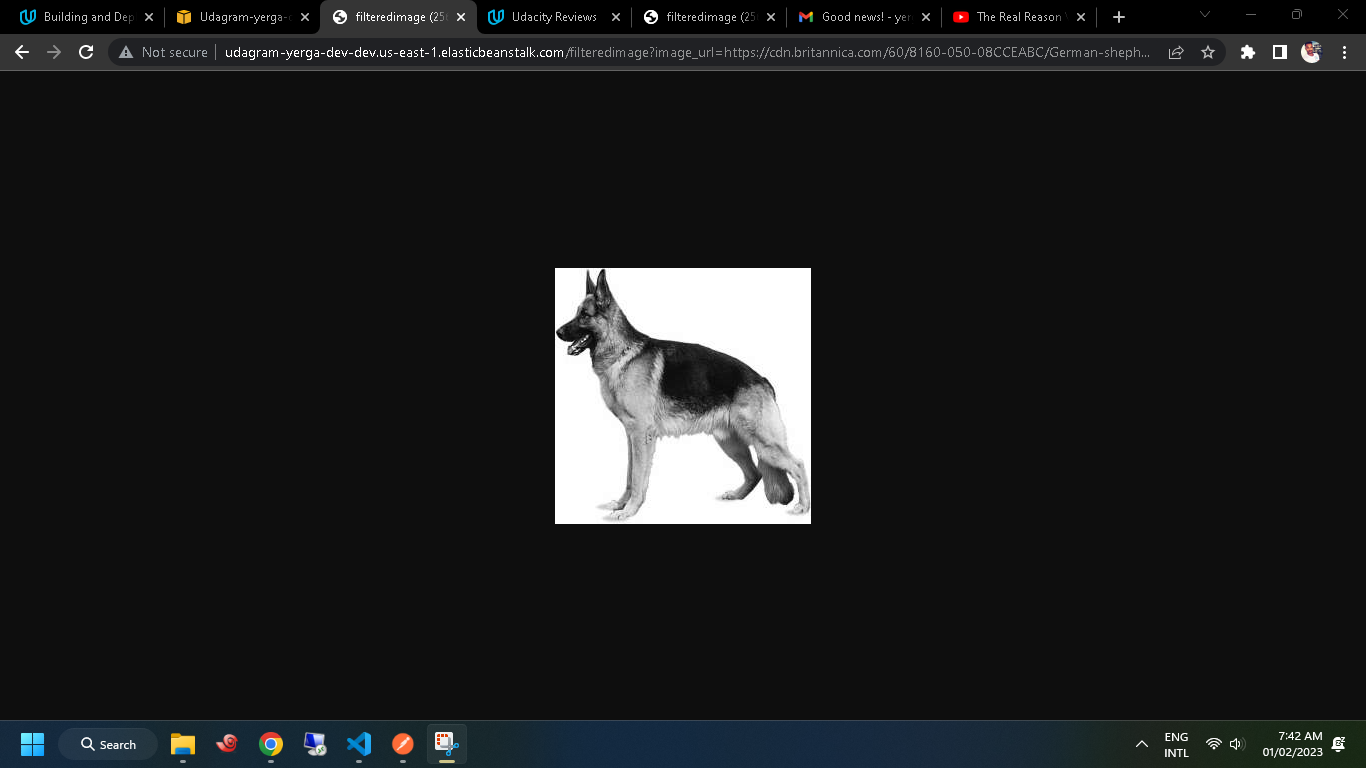 Building and Dep
Udagram-yerga-d
filteredimage (256
Udacity Reviews
filteredimage (256
Good news! - yer
The Real Reason
Not secure
udagram-yerga-dev-dev.us-east-1.elasticbeanstalk.com/filteredimage?image_url=https://cdn.britannica.com/60/8160-050-08CCEABC/German-sheph...
Search
ENG
INTL
7:42 AM
01/02/2023